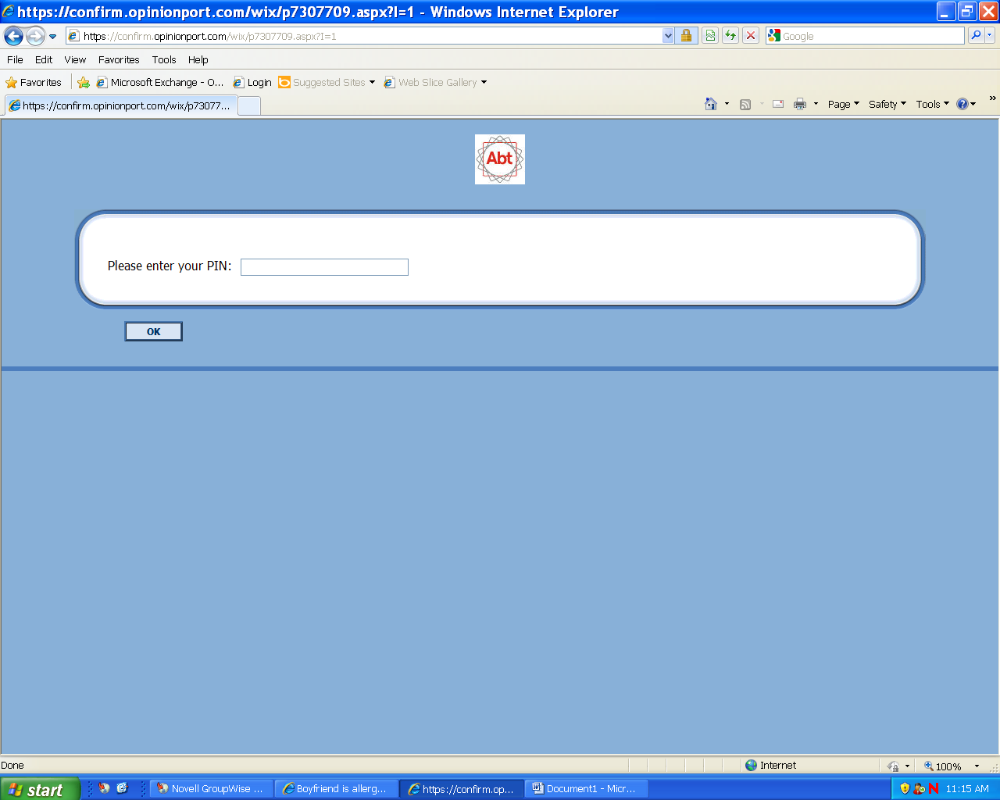 https://confirm.opinionport.com/wix/p7307709.aspx?I=1 - Windows Internet Explorer
https://confirm.opinionport.com/wix/p7307709.aspx?I=1
Google
File Edit View Favorites Tools Help
Favorites Microsoft Exchange - O... Login Suggested Sites Web Slice Gallery
https://confirm.opinionport.com/wix/p73077... Page Safety Tools
Abt
Please enter your PIN:
OK
Done Internet 100%
start Novell GroupWise ... Boyfriend is allerg... https://confirm.op... Document1 - Micr... 11:15 AM